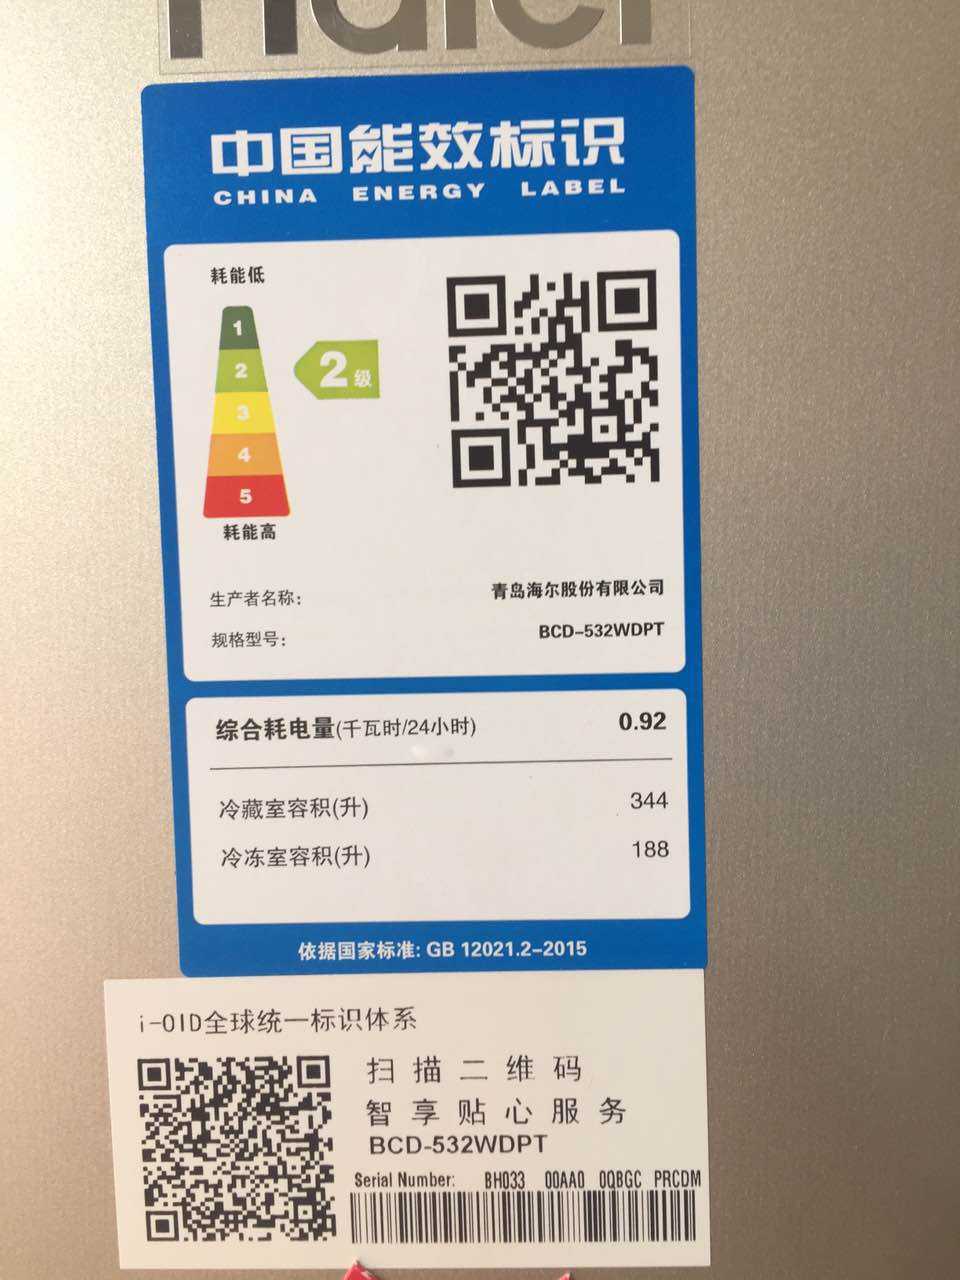 Haier
中国能效标识
CHINA ENERGY LABEL
耗能低
1
2
3
4
5
2级
耗能高
生产者名称: 青岛海尔股份有限公司
规格型号: BCD-532WDPT
综合耗电量(千瓦时/24小时) 0.92
冷藏室容积(升) 344
冷冻室容积(升) 188
依据国家标准: GB 12021.2-2015
i-OID全球统一标识体系
扫描二维码
智享贴心服务
BCD-532WDPT
Serial Number: BH033 00AA0 0QBGC PRCDM